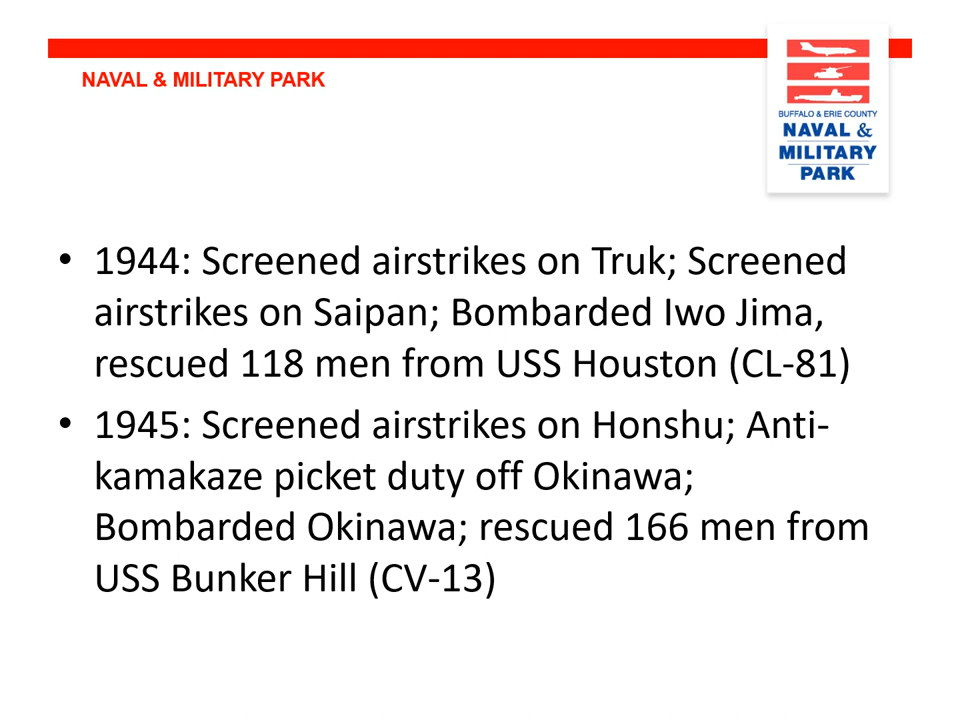 NAVAL & MILITARY PARK
BUFFALO & ERIE COUNTY
NAVAL &
MILITARY
PARK
• 1944: Screened airstrikes on Truk; Screened
airstrikes on Saipan; Bombarded Iwo Jima,
rescued 118 men from USS Houston (CL-81)
• 1945: Screened airstrikes on Honshu; Anti-
kamakaze picket duty off Okinawa;
Bombarded Okinawa; rescued 166 men from
USS Bunker Hill (CV-13)